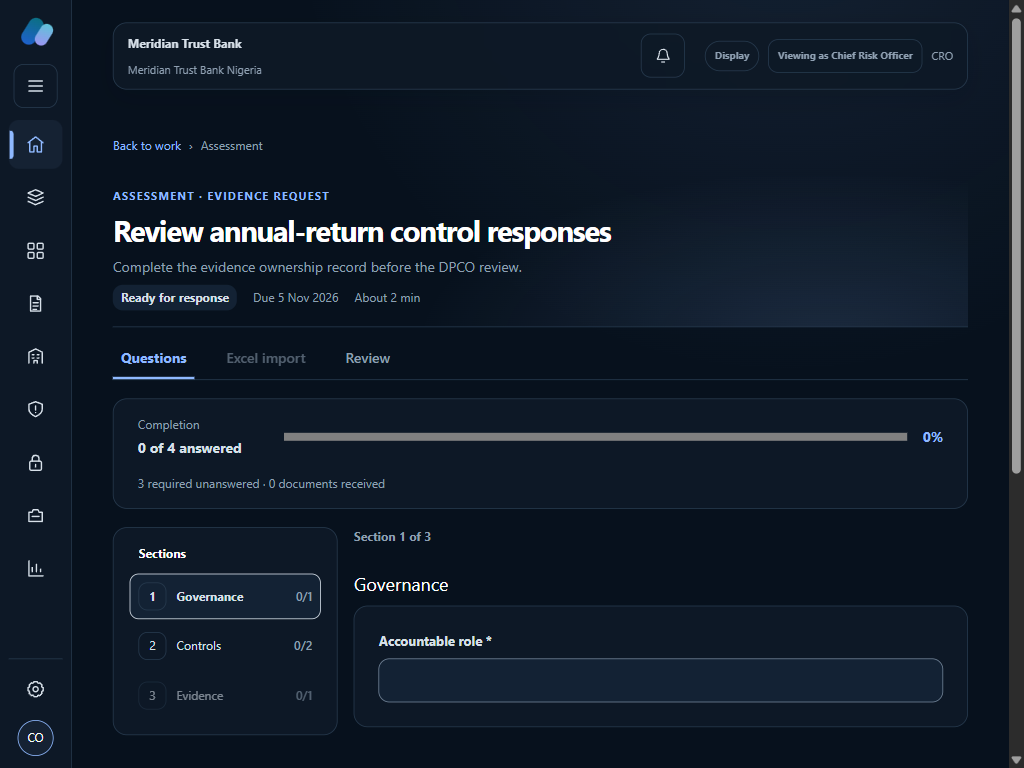 Meridian Trust Bank
Meridian Trust Bank Nigeria
Display
Viewing as Chief Risk Officer
CRO
Back to work › Assessment
ASSESSMENT · EVIDENCE REQUEST
Review annual-return control responses
Complete the evidence ownership record before the DPCO review.
Ready for response Due 5 Nov 2026 About 2 min
Questions Excel import Review
Completion
0 of 4 answered
0%
3 required unanswered · 0 documents received
Sections
1 Governance 0/1
2 Controls 0/2
3 Evidence 0/1
Section 1 of 3
Governance
Accountable role *
CO